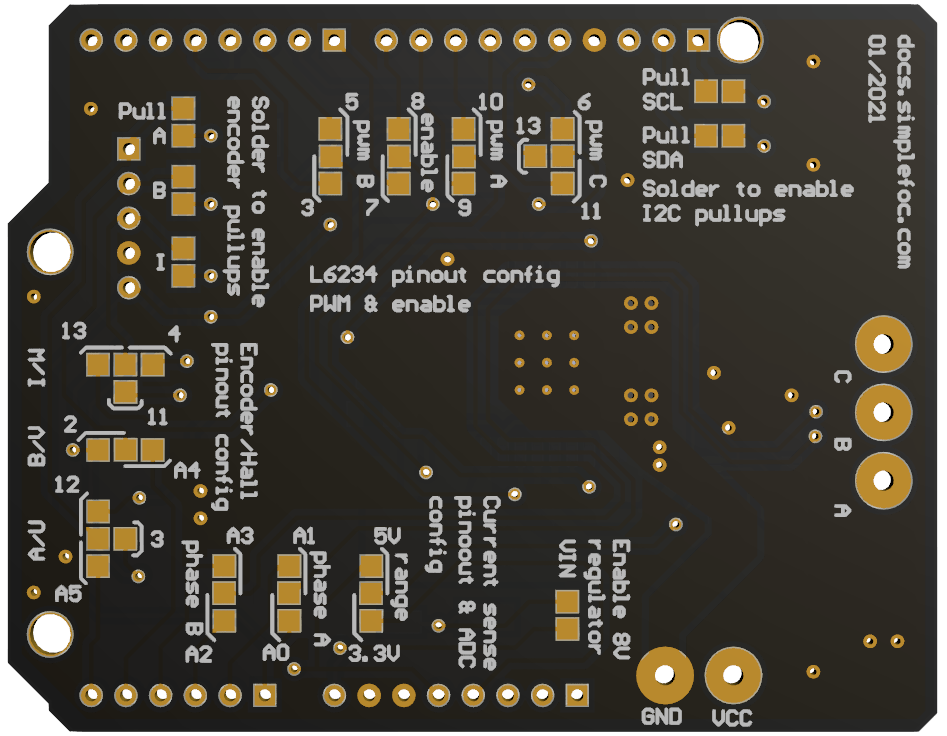 docs.simplefoc.com
01/2021
Pull
SCL
Pull
SDA
Solder to enable
I2C pullups
Pull
A
B
I
Solder to enable
encoder pullups
5
pwm B
3
8
enable
7
10
pwm A
9
13
6
pwm C
11
L6234 pinout config
PWM & enable
13
4
I/W
11
2
B/V
A4
12
A/U
3
A5
Encoder/Hall
pinout config
C
B
A
Current sense
pinoout & ADC
config
A3
phase B
A2
A1
phase A
A0
5V
range
3.3V
Enable 8V
regulator
VIN
GND
VCC